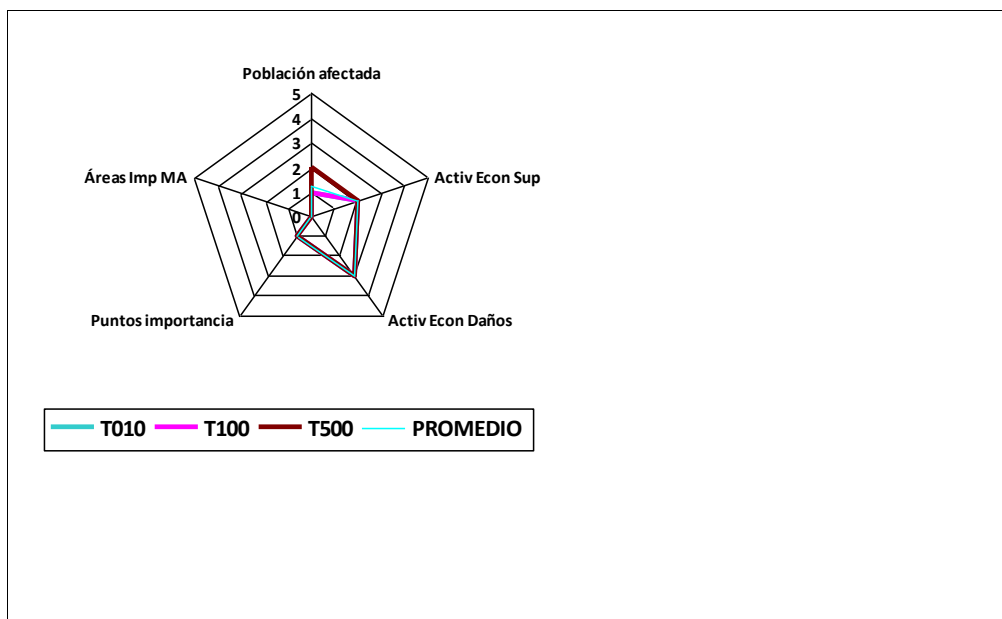 Población afectada
5
4
3
2
1
0
Áreas Imp MA
Activ Econ Sup
Puntos importancia
Activ Econ Daños
T010 T100 T500 PROMEDIO